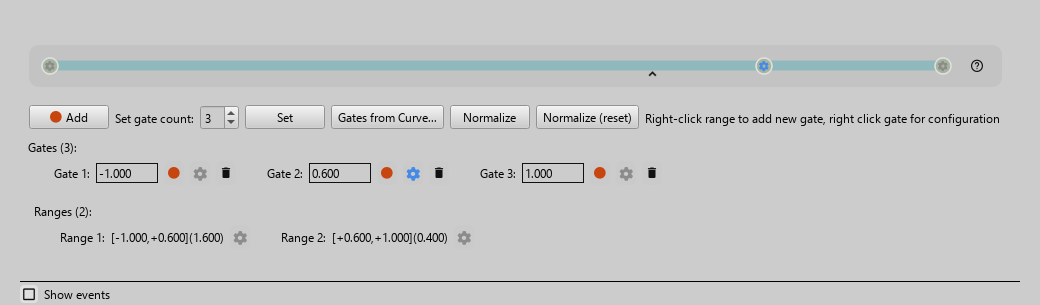 Add Set gate count: 3 Set Gates from Curve... Normalize Normalize (reset) Right-click range to add new gate, right click gate for configuration
Gates (3):
Gate 1: -1.000 Gate 2: 0.600 Gate 3: 1.000
Ranges (2):
Range 1: [-1.000,+0.600](1.600) Range 2: [+0.600,+1.000](0.400)
Show events